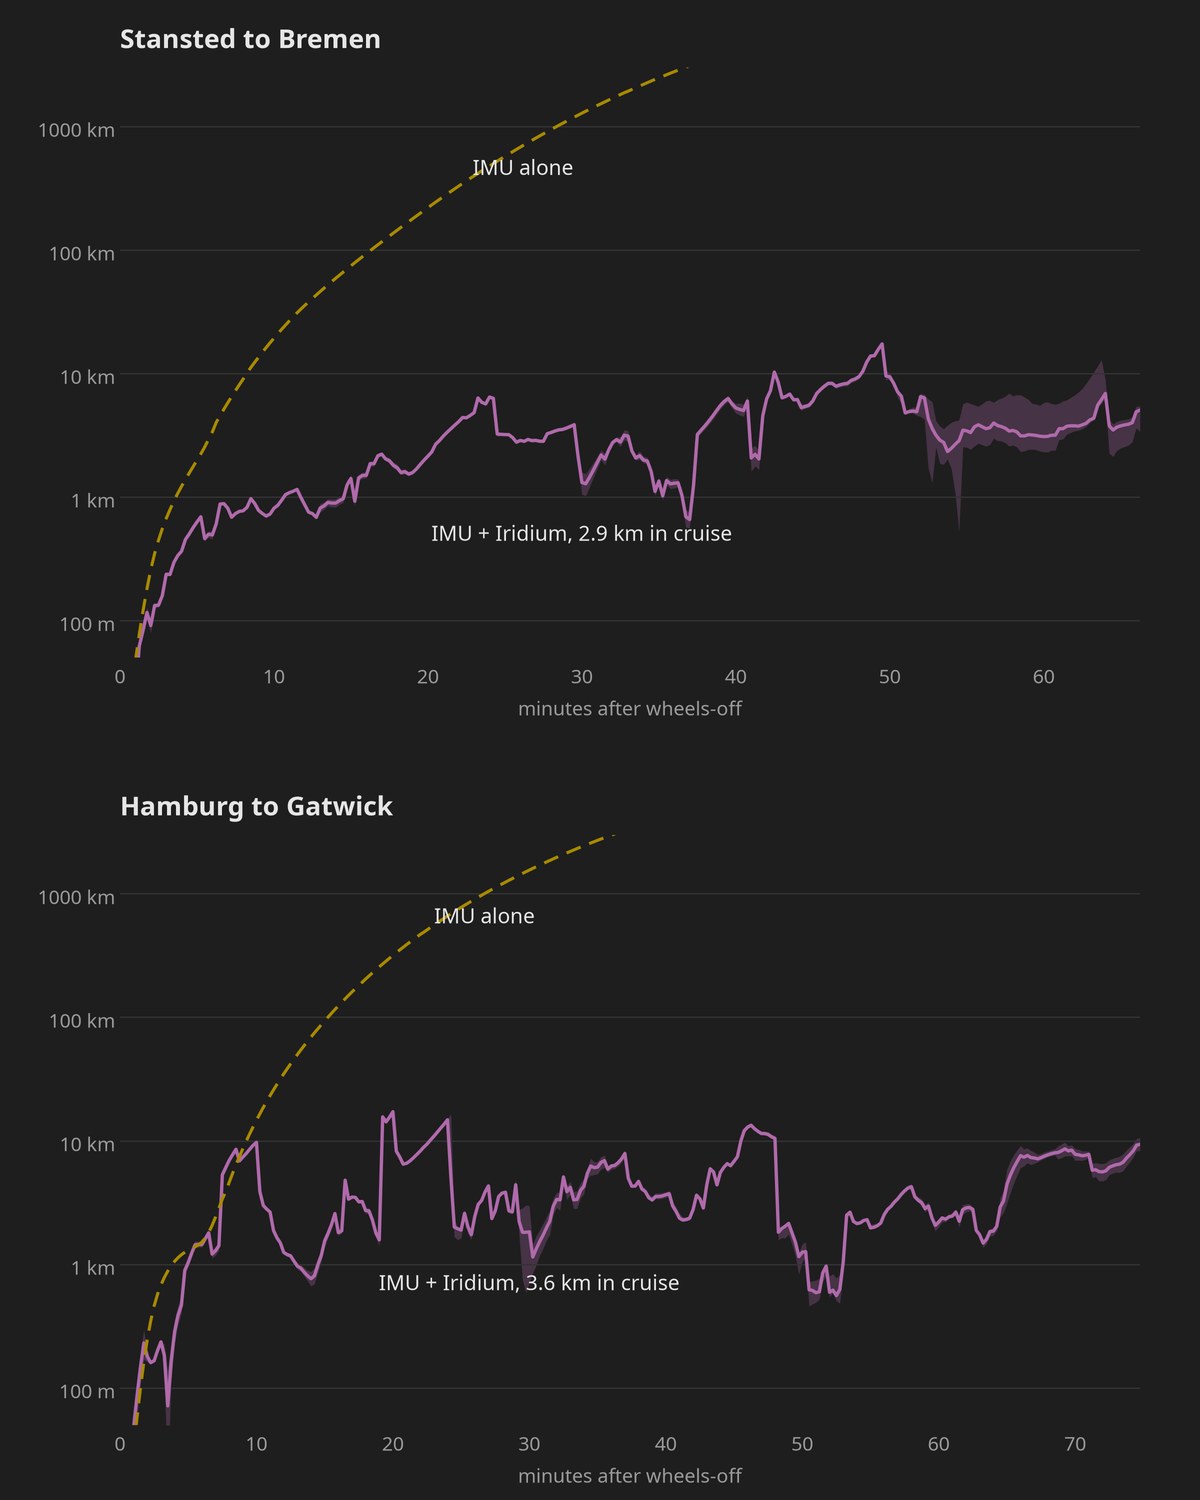 Stansted to Bremen
1000 km
IMU alone
100 km
10 km
1 km
IMU + Iridium, 2.9 km in cruise
100 m
0 10 20 30 40 50 60
minutes after wheels-off
Hamburg to Gatwick
1000 km
IMU alone
100 km
10 km
1 km
IMU + Iridium, 3.6 km in cruise
100 m
0 10 20 30 40 50 60 70
minutes after wheels-off